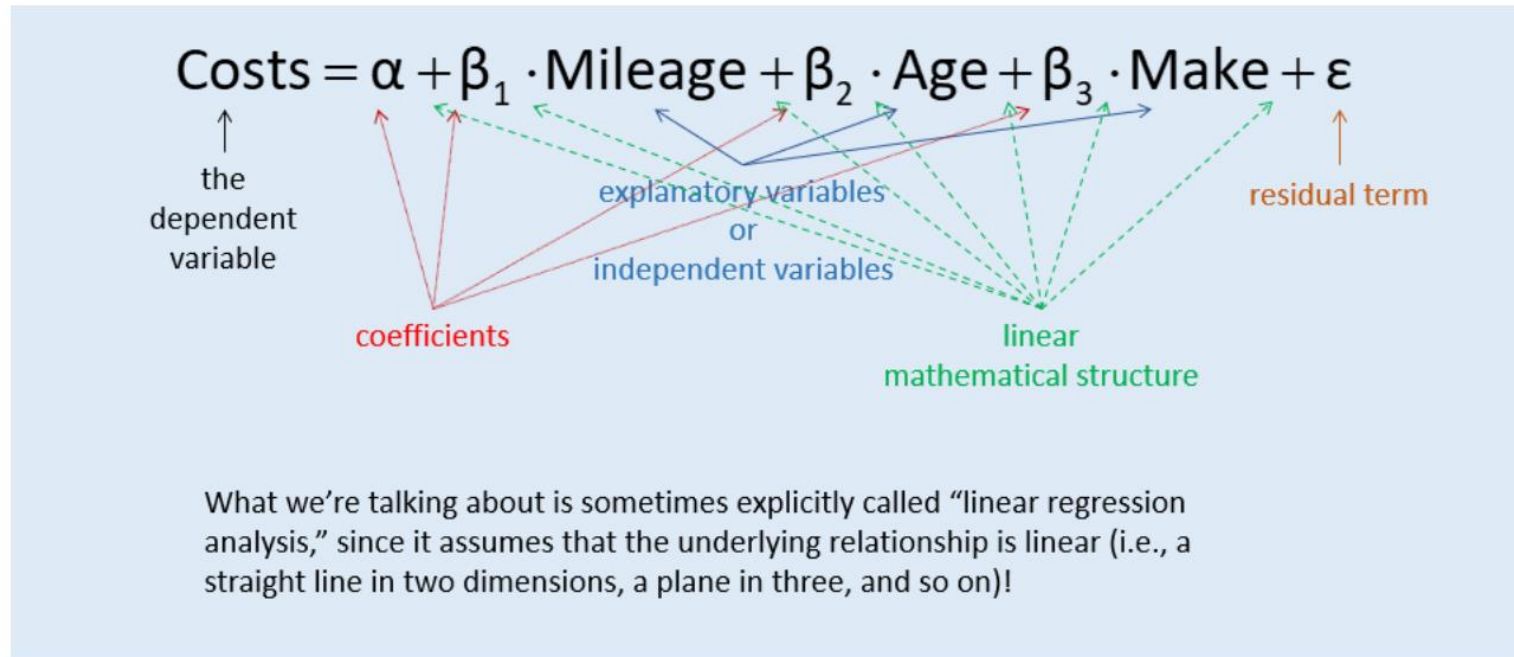 Costs = α + β₁ · Mileage + β₂ · Age + β₃ · Make + ε
the
dependent
variable
explanatory variables
or
independent variables
residual term
coefficients
linear
mathematical structure
What we’re talking about is sometimes explicitly called “linear regression
analysis,” since it assumes that the underlying relationship is linear (i.e., a
straight line in two dimensions, a plane in three, and so on)!